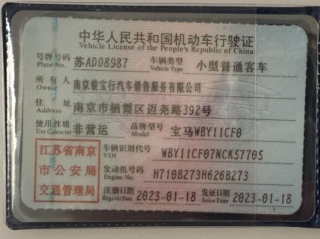 中华人民共和国机动车行驶证
Vehicle License of the People's Republic of China
号牌号码 苏ADD8987 车辆类型 小型普通客车
Plate No. Vehicle Type
所有人 南京 宝行汽车销售服务有限公司
Owner
住址 南京市栖霞区迈尧路392号
Address
使用性质 非营运 品牌型号 宝马WBY11CF0
Use Character Model
江苏省南京市公安局交通管理局
车辆识别代号 WBY11CF07NCK57705
VIN
发动机号码 H710B273H626B273
Engine No.
注册日期 2023-01-18 发证日期 2023-01-18
Register Date Issue Date